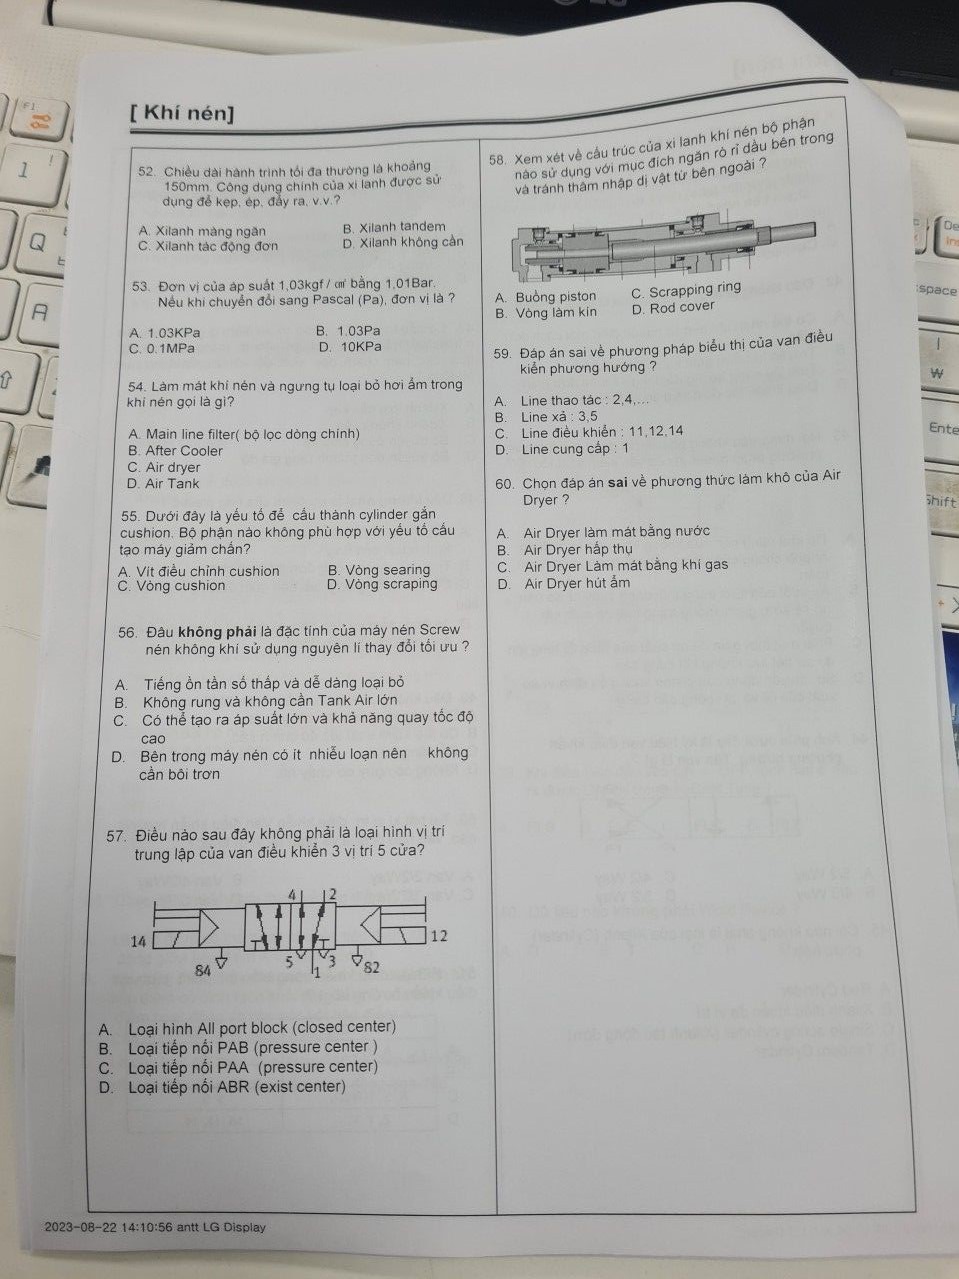 [ Khí nén]
52. Chiều dài hành trình tối đa thường là khoảng
150mm. Công dụng chính của xi lanh được sử
dụng để kẹp, ép, đẩy ra, v.v.?
A. Xilanh màng ngăn
B. Xilanh tandem
C. Xilanh tác động đơn
D. Xilanh không cần
53. Đơn vị của áp suất 1,03kgf / ㎠ bằng 1,01Bar.
Nếu khi chuyển đổi sang Pascal (Pa), đơn vị là ?
A. 1.03KPa
B. 1.03Pa
C. 0.1MPa
D. 10KPa
54. Làm mát khí nén và ngưng tụ loại bỏ hơi ẩm trong
khí nén gọi là gì?
A. Main line filter( bộ lọc dòng chính)
B. After Cooler
C. Air dryer
D. Air Tank
55. Dưới đây là yếu tố để cấu thành cylinder gắn
cushion. Bộ phận nào không phù hợp với yếu tố cấu
tạo máy giảm chấn?
A. Vít điều chỉnh cushion
B. Vòng searing
C. Vòng cushion
D. Vòng scraping
56. Đâu không phải là đặc tính của máy nén Screw
nén không khí sử dụng nguyên lí thay đổi tối ưu ?
A. Tiếng ồn tần số thấp và dễ dàng loại bỏ
B. Không rung và không cần Tank Air lớn
C. Có thể tạo ra áp suất lớn và khả năng quay tốc độ
cao
D. Bên trong máy nén có ít nhiễu loạn nên không
cần bôi trơn
57. Điều nào sau đây không phải là loại hình vị trí
trung lập của van điều khiển 3 vị trí 5 cửa?
4 2
14 12
84 5 1 3 82
A. Loại hình All port block (closed center)
B. Loại tiếp nối PAB (pressure center )
C. Loại tiếp nối PAA (pressure center)
D. Loại tiếp nối ABR (exist center)
58. Xem xét về cấu trúc của xi lanh khí nén bộ phận
nào sử dụng với mục đích ngăn rò rỉ dầu bên trong
và tránh thâm nhập dị vật từ bên ngoài ?
A. Buồng piston
C. Scrapping ring
B. Vòng làm kín
D. Rod cover
59. Đáp án sai về phương pháp biểu thị của van điều
kiển phương hướng ?
A. Line thao tác : 2,4,...
B. Line xả : 3,5
C. Line điều khiển : 11,12,14
D. Line cung cấp : 1
60. Chọn đáp án sai về phương thức làm khô của Air
Dryer ?
A. Air Dryer làm mát bằng nước
B. Air Dryer hấp thụ
C. Air Dryer Làm mát bằng khí gas
D. Air Dryer hút ẩm
2023-08-22 14:10:56 antt LG Display
F1
1
!
Q
A
De
In
space
|
₩
Ente
Shift